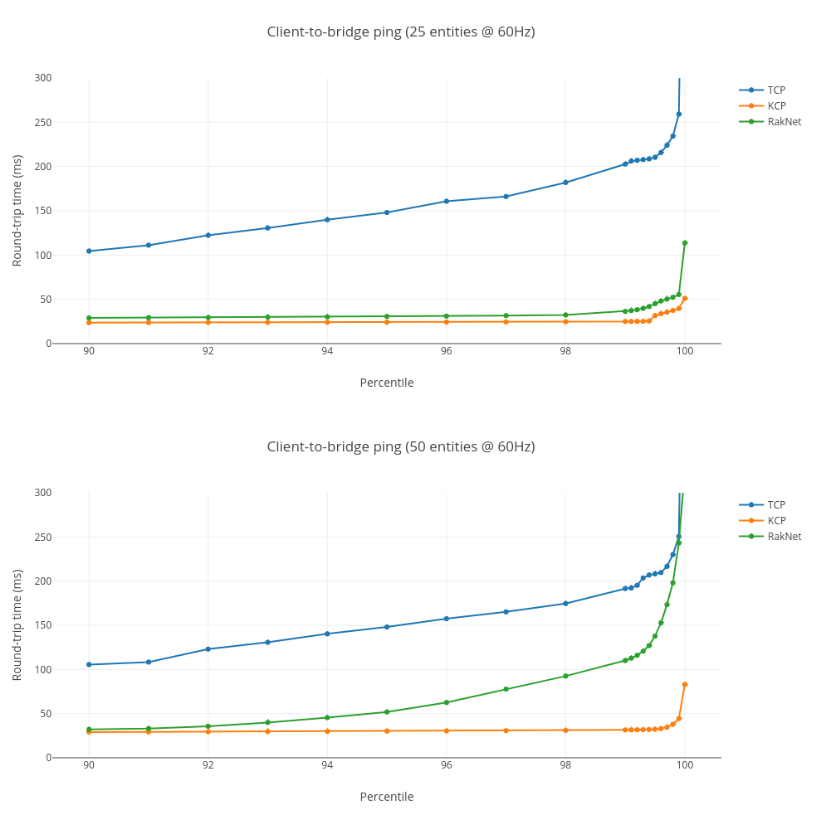 Client-to-bridge ping (25 entities @ 60Hz)
300
250
200
150
100
50
0
Round-trip time (ms)
90 92 94 96 98 100
Percentile
TCP
KCP
RakNet
Client-to-bridge ping (50 entities @ 60Hz)
300
250
200
150
100
50
0
Round-trip time (ms)
90 92 94 96 98 100
Percentile
TCP
KCP
RakNet